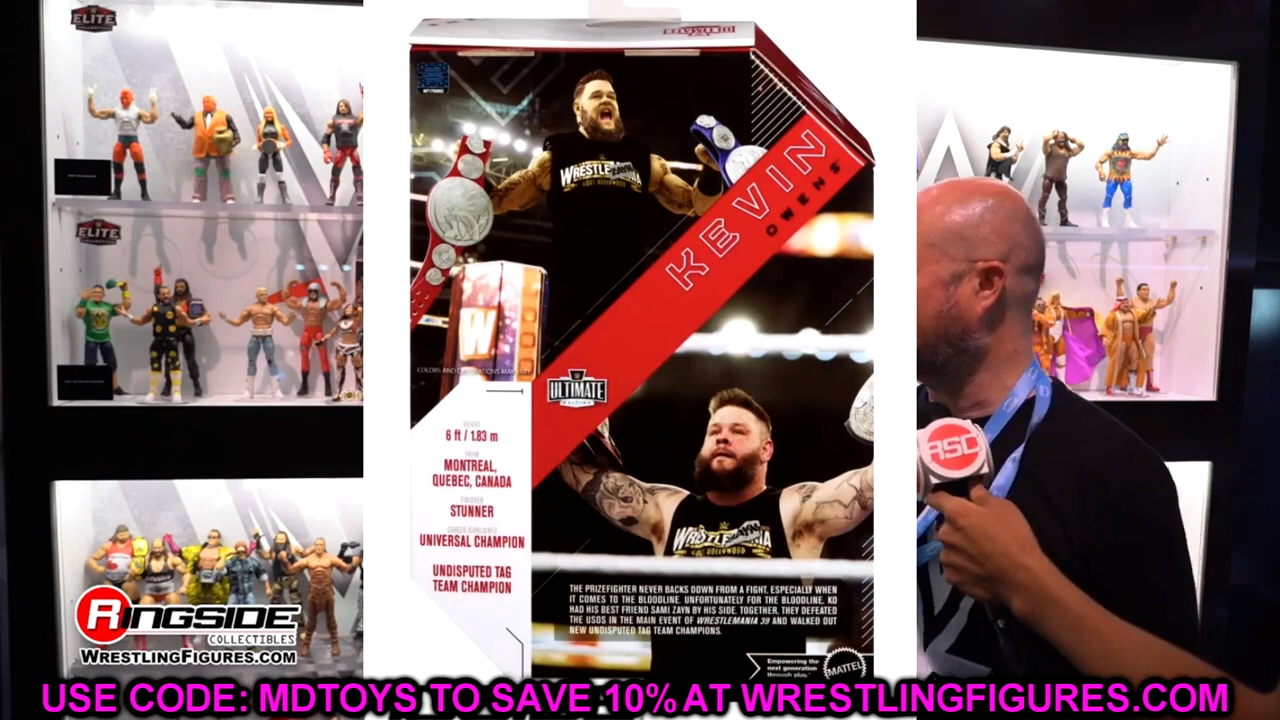 ELITE
COLLECTION
ELITE
COLLECTION
ULTIMATE
WRESTLEMANIA
GOES HOLLYWOOD
KEVIN
OWENS
W
COLORS AND DECORATIONS MAY VARY
ULTIMATE
EDITION
HEIGHT
6 ft / 1.83 m
FROM
MONTREAL,
QUEBEC, CANADA
FINISHER
STUNNER
CAREER HIGHLIGHTS
UNIVERSAL CHAMPION
UNDISPUTED TAG
TEAM CHAMPION
WRESTLEMANIA
GOES HOLLYWOOD
THE PRIZEFIGHTER NEVER BACKS DOWN FROM A FIGHT, ESPECIALLY WHEN
IT COMES TO THE BLOODLINE. UNFORTUNATELY FOR THE BLOODLINE, KO
HAD HIS BEST FRIEND SAMI ZAYN BY HIS SIDE. TOGETHER, THEY DEFEATED
THE USOS IN THE MAIN EVENT OF WRESTLEMANIA 39 AND WALKED OUT
NEW UNDISPUTED TAG TEAM CHAMPIONS.
Empowering the
next generation
through play.
MATTEL
RSC
RINGSIDE
COLLECTIBLES
WRESTLINGFIGURES.COM
USE CODE: MDTOYS TO SAVE 10% AT WRESTLINGFIGURES.COM